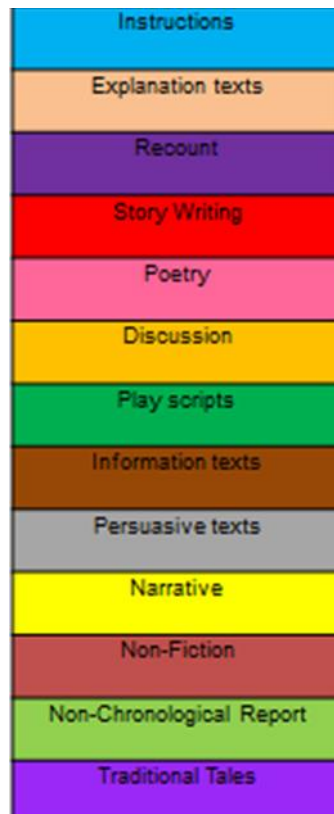 Instructions
Explanation texts
Recount
Story Writing
Poetry
Discussion
Play scripts
Information texts
Persuasive texts
Narrative
Non-Fiction
Non-Chronological Report
Traditional Tales